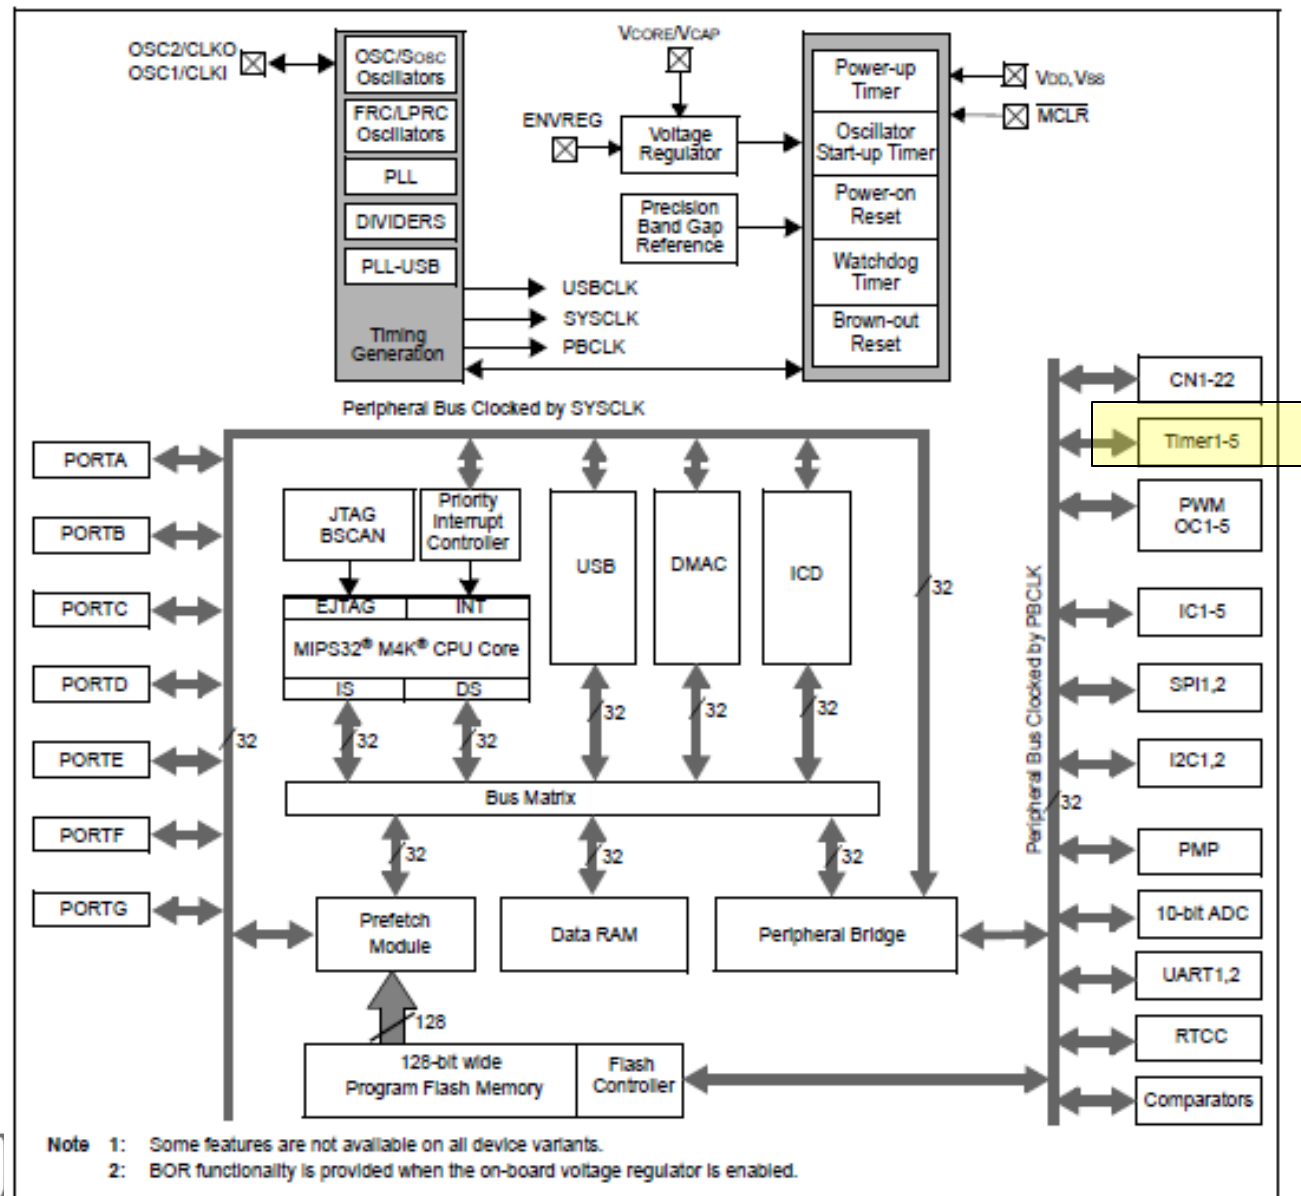 OSC2/CLKO
OSC1/CLKI
OSC/SOSC
Oscillators
FRC/LPRC
Oscillators
PLL
DIVIDERS
PLL-USB
Timing
Generation
USBCLK
SYSCLK
PBCLK
VCORE/VCAP
ENVREG
Voltage
Regulator
Precision
Band Gap
Reference
Power-up
Timer
Oscillator
Start-up Timer
Power-on
Reset
Watchdog
Timer
Brown-out
Reset
VDD, VSS
MCLR
Peripheral Bus Clocked by SYSCLK
PORTA
PORTB
PORTC
PORTD
PORTE
PORTF
PORTG
32
JTAG
BSCAN
Priority
Interrupt
Controller
EJTAG
INT
MIPS32® M4K® CPU Core
IS
DS
USB
DMAC
ICD
32
32
32
32
32
32
Bus Matrix
32
32
32
Prefetch
Module
Data RAM
Peripheral Bridge
128
128-bit wide
Program Flash Memory
Flash
Controller
Peripheral Bus Clocked by PBCLK
32
CN1-22
Timer1-5
PWM
OC1-5
IC1-5
SPI1,2
I2C1,2
PMP
10-bit ADC
UART1,2
RTCC
Comparators
Note 1: Some features are not available on all device variants.
2: BOR functionality is provided when the on-board voltage regulator is enabled.